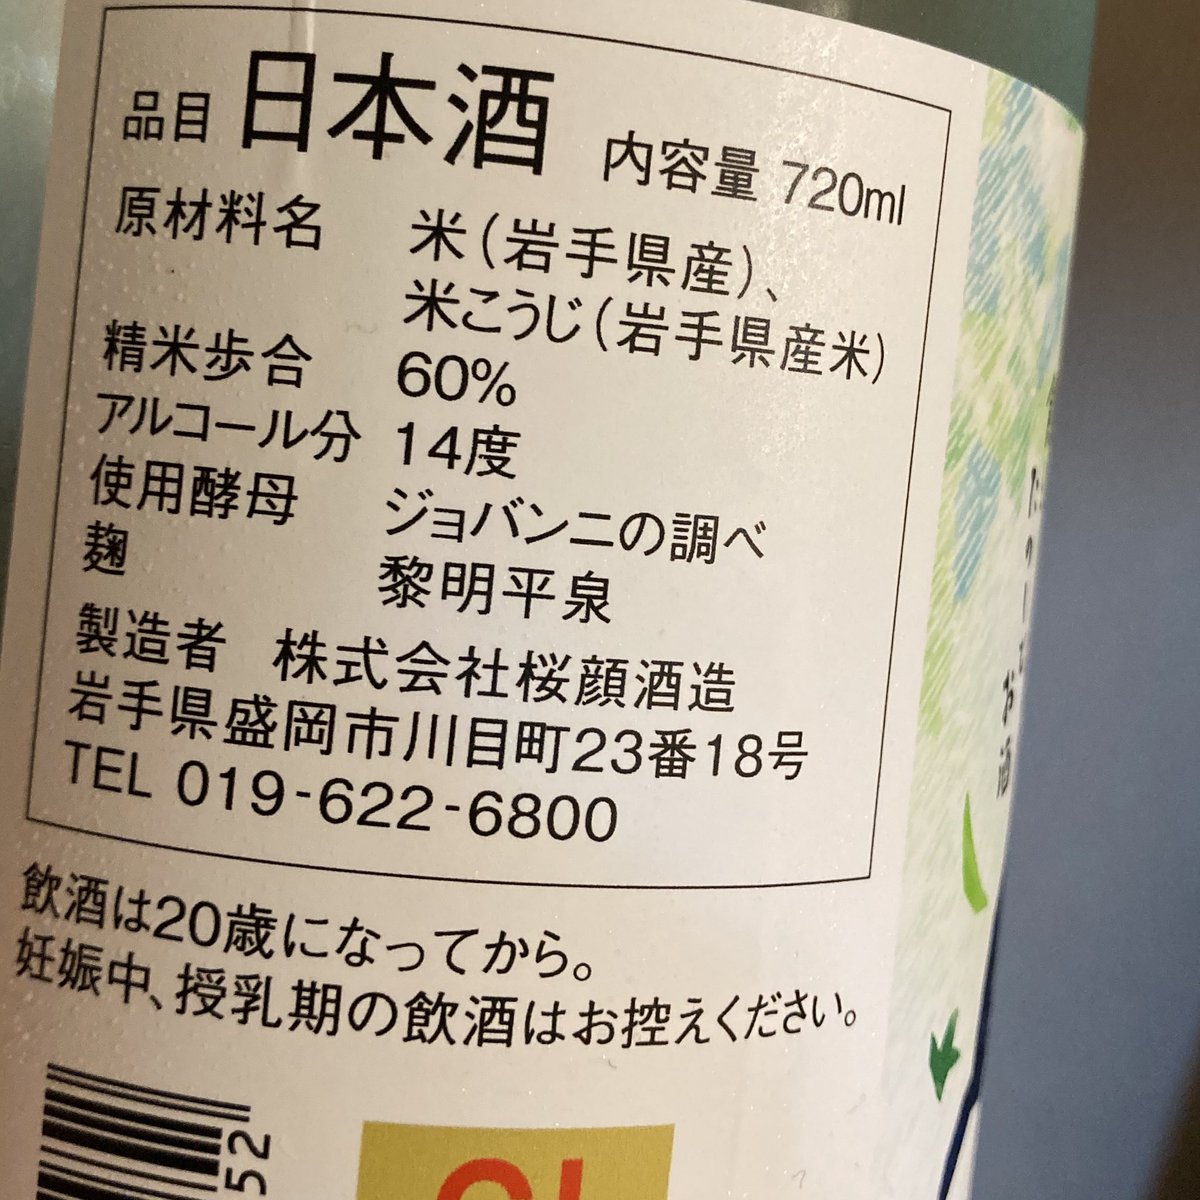 品目 日本酒 内容量 720ml
原材料名 米（岩手県産）、
米こうじ（岩手県産米）
精米歩合 60%
アルコール分 14度
使用酵母 ジョバンニの調べ
麹 黎明平泉
製造者 株式会社桜顔酒造
岩手県盛岡市川目町23番18号
TEL 019-622-6800
飲酒は20歳になってから。
妊娠中、授乳期の飲酒はお控えください。
52
お酒